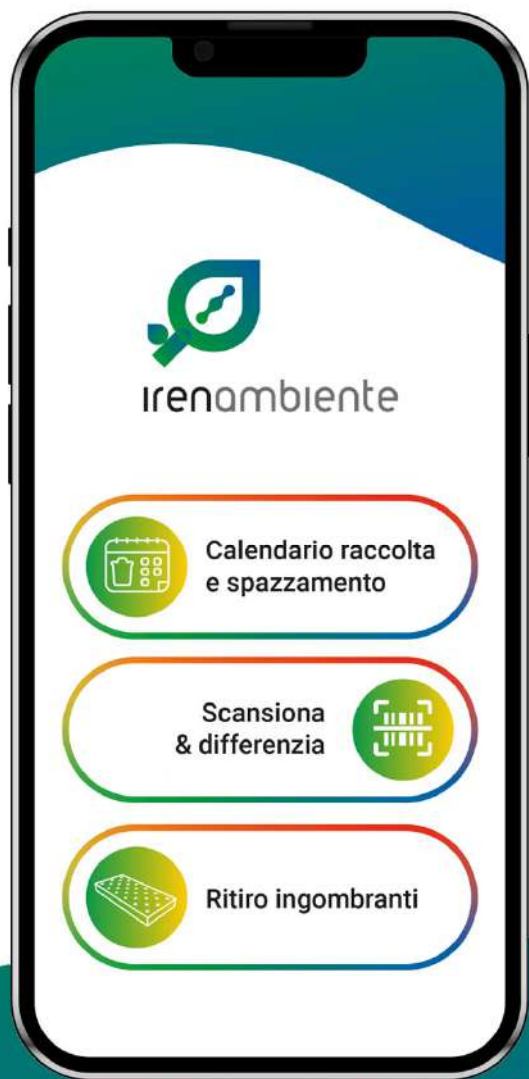 irenambiente
Calendario raccolta
e spazzamento
Scansiona
& differenzia
Ritiro ingombranti